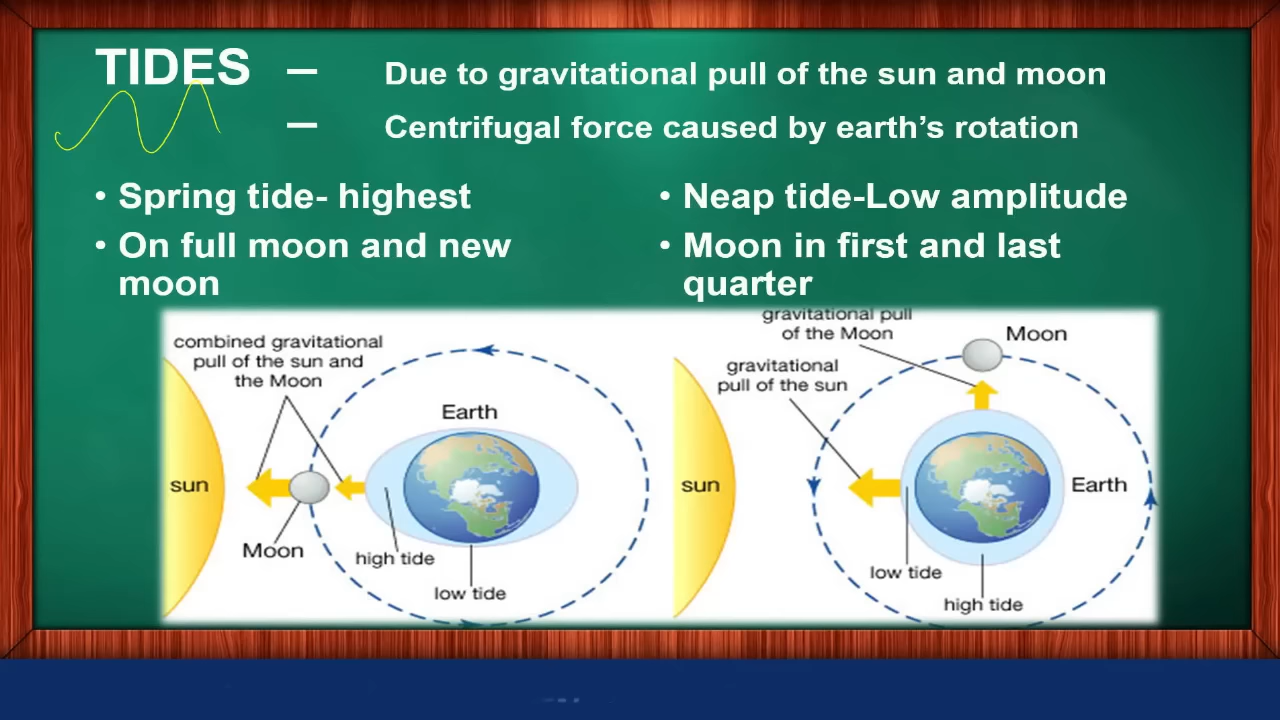 TIDES – Due to gravitational pull of the sun and moon
– Centrifugal force caused by earth's rotation
• Spring tide- highest
• On full moon and new
moon
• Neap tide-Low amplitude
• Moon in first and last
quarter
combined gravitational
pull of the sun and
the Moon
Earth
sun
Moon
high tide
low tide
gravitational pull
of the Moon
Moon
gravitational
pull of the sun
sun
Earth
low tide
high tide